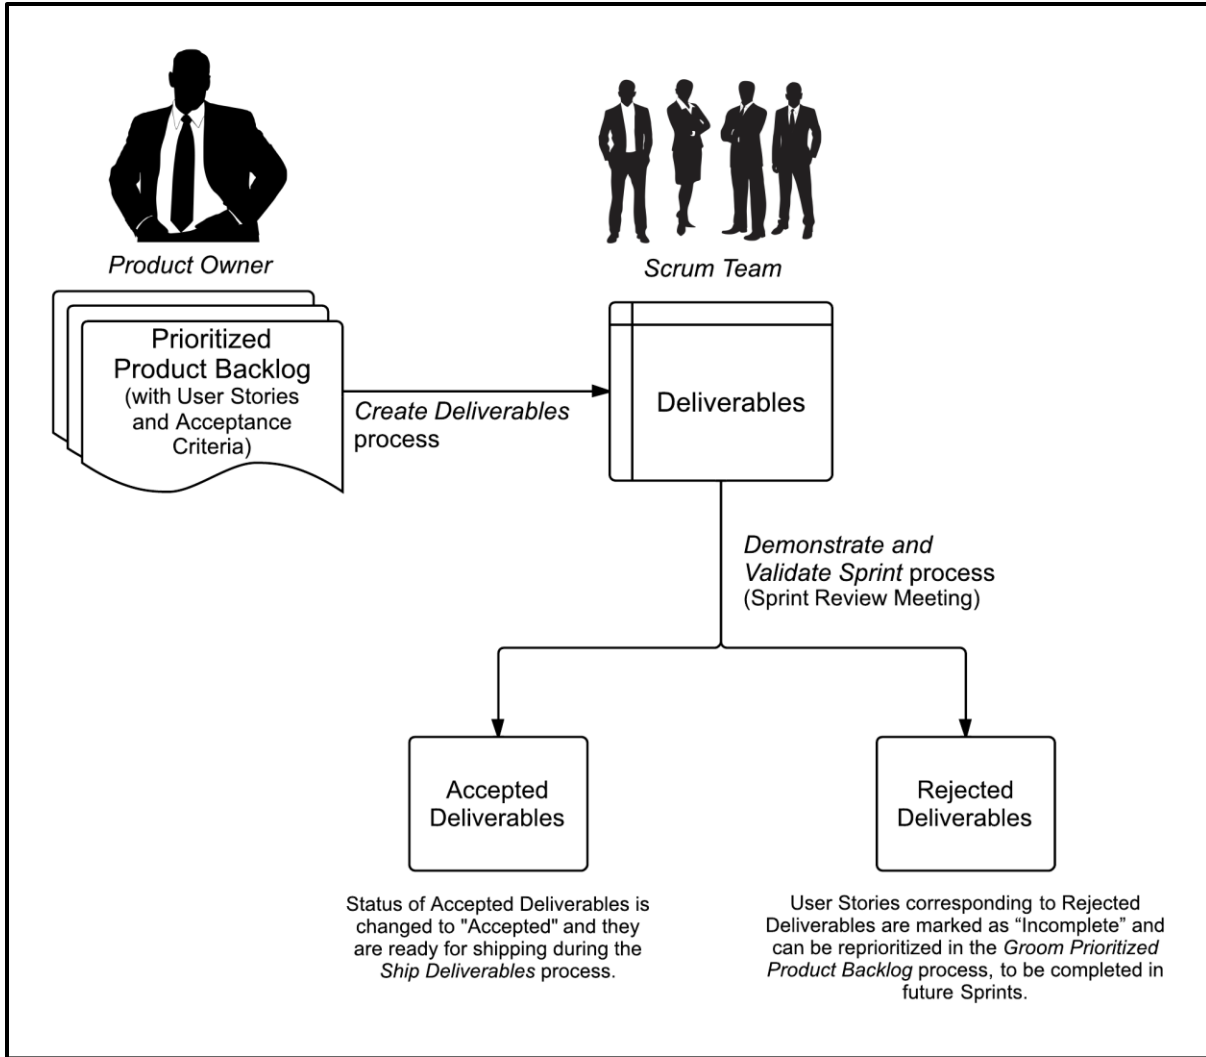 Product Owner
Scrum Team
Prioritized
Product Backlog
(with User Stories
and Acceptance
Criteria)
Create Deliverables
process
Deliverables
Demonstrate and
Validate Sprint process
(Sprint Review Meeting)
Accepted
Deliverables
Rejected
Deliverables
Status of Accepted Deliverables is
changed to "Accepted" and they
are ready for shipping during the
Ship Deliverables process.
User Stories corresponding to Rejected
Deliverables are marked as “Incomplete” and
can be reprioritized in the Groom Prioritized
Product Backlog process, to be completed in
future Sprints.